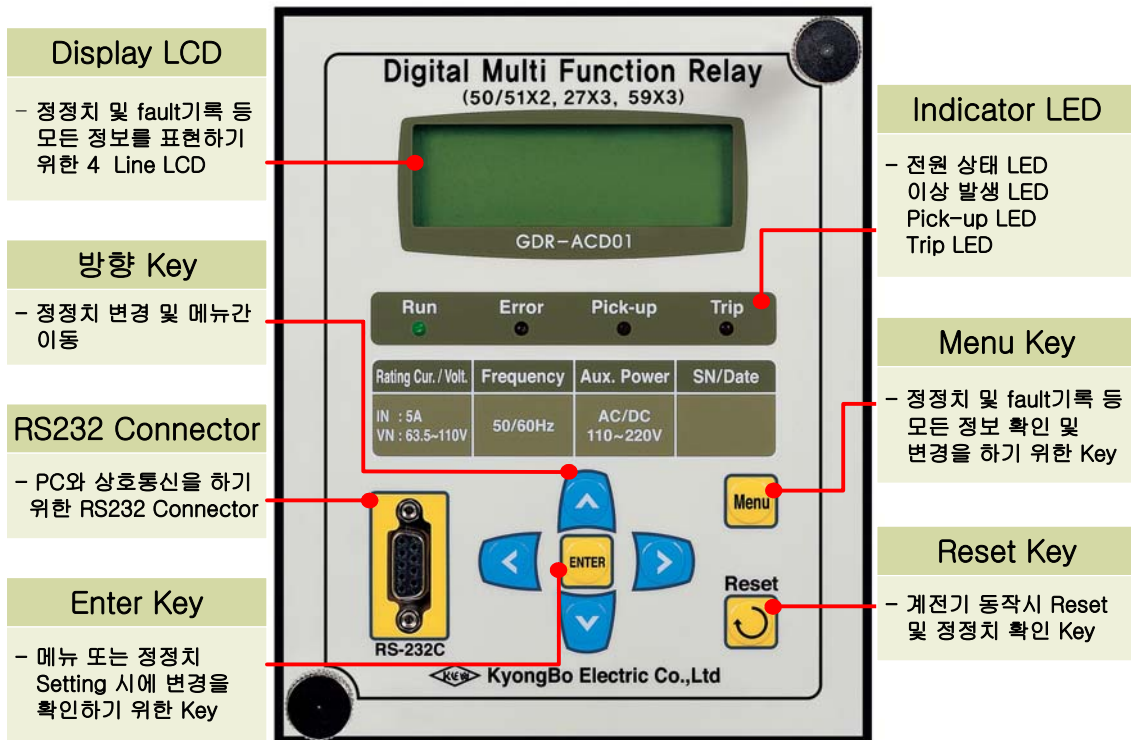 Display LCD
- 정정치 및 fault기록 등
모든 정보를 표현하기
위한 4 Line LCD
방향 Key
- 정정치 변경 및 메뉴간
이동
RS232 Connector
- PC와 상호통신을 하기
위한 RS232 Connector
Enter Key
- 메뉴 또는 정정치
Setting 시에 변경을
확인하기 위한 Key
Digital Multi Function Relay
(50/51X2, 27X3, 59X3)
GDR-ACD01
Run Error Pick-up Trip
Rating Cur. / Volt. Frequency Aux. Power SN/Date
IN : 5A
VN : 63.5~110V
50/60Hz
AC/DC
110~220V
Menu
ENTER
Reset
RS-232C
KyongBo Electric Co.,Ltd
Indicator LED
- 전원 상태 LED
이상 발생 LED
Pick-up LED
Trip LED
Menu Key
- 정정치 및 fault기록 등
모든 정보 확인 및
변경을 하기 위한 Key
Reset Key
- 계전기 동작시 Reset
및 정정치 확인 Key